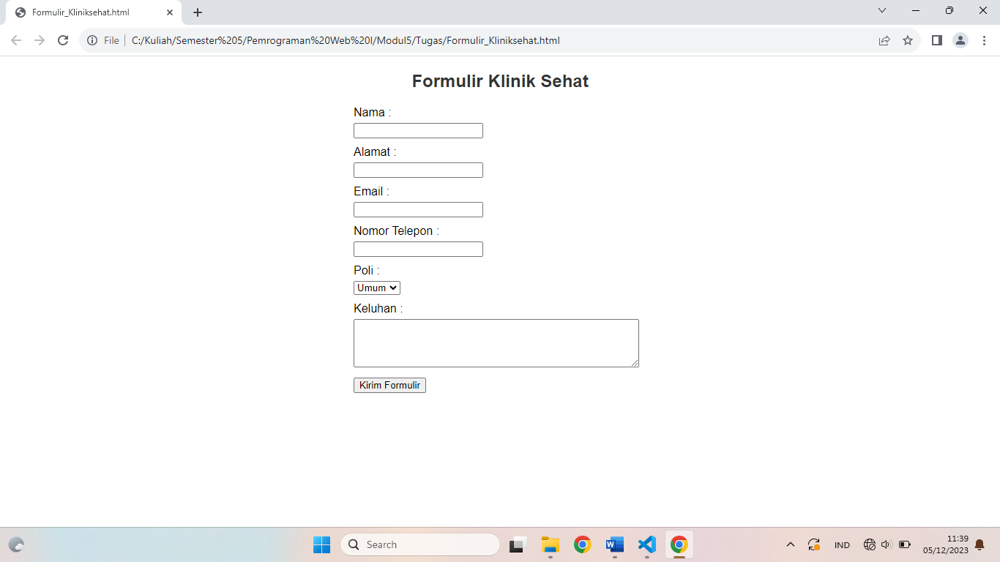 Formulir_Kliniksehat.html
File
C:/Kuliah/Semester%205/Pemrograman%20Web%20I/Modul5/Tugas/Formulir_Kliniksehat.html
Formulir Klinik Sehat
Nama :
Alamat :
Email :
Nomor Telepon :
Poli :
Umum
Keluhan :
Kirim Formulir
Search
IND
11:39
05/12/2023